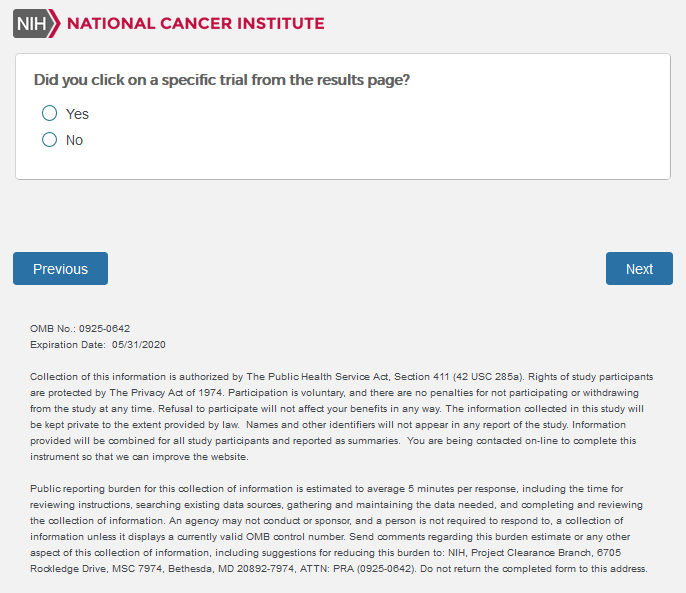 NIH NATIONAL CANCER INSTITUTE
Did you click on a specific trial from the results page?
Yes
No
Previous
Next
OMB No.: 0925-0642
Expiration Date:  05/31/2020
Collection of this information is authorized by The Public Health Service Act, Section 411 (42 USC 285a). Rights of study participants
are protected by The Privacy Act of 1974. Participation is voluntary, and there are no penalties for not participating or withdrawing
from the study at any time. Refusal to participate will not affect your benefits in any way. The information collected in this study will
be kept private to the extent provided by law.  Names and other identifiers will not appear in any report of the study. Information
provided will be combined for all study participants and reported as summaries.  You are being contacted on-line to complete this
instrument so that we can improve the website.
Public reporting burden for this collection of information is estimated to average 5 minutes per response, including the time for
reviewing instructions, searching existing data sources, gathering and maintaining the data needed, and completing and reviewing
the collection of information. An agency may not conduct or sponsor, and a person is not required to respond to, a collection of
information unless it displays a currently valid OMB control number. Send comments regarding this burden estimate or any other
aspect of this collection of information, including suggestions for reducing this burden to: NIH, Project Clearance Branch, 6705
Rockledge Drive, MSC 7974, Bethesda, MD 20892-7974, ATTN: PRA (0925-0642). Do not return the completed form to this address.